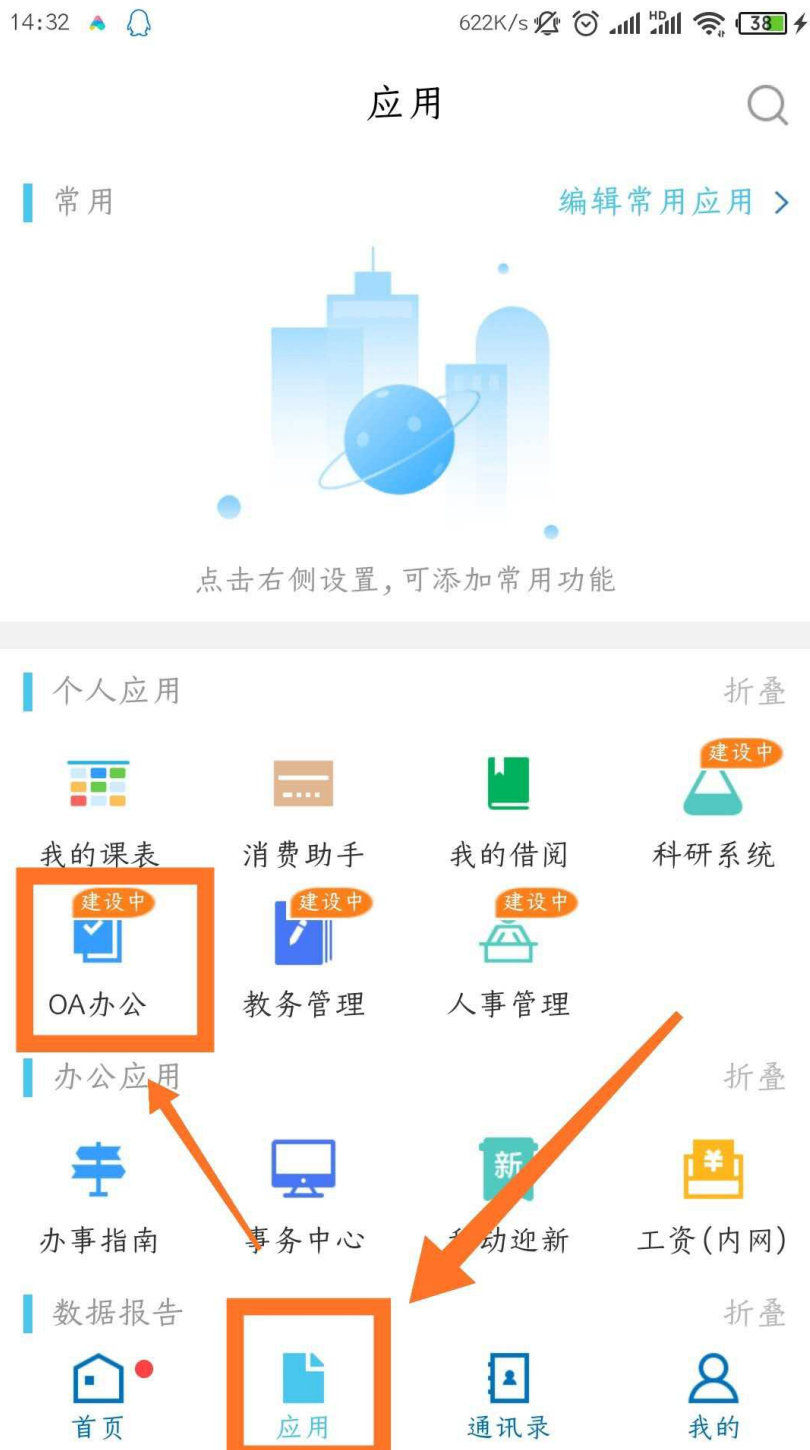 14:32 622K/s HD 38
应用
常用 编辑常用应用
点击右侧设置,可添加常用功能
个人应用 折叠
建设中
我的课表 消费助手 我的借阅 科研系统
建设中 建设中 建设中
OA办公 教务管理 人事管理
办公应用 折叠
新
办事指南 事务中心 动迎新 工资(内网)
数据报告 折叠
首页 应用 通讯录 我的